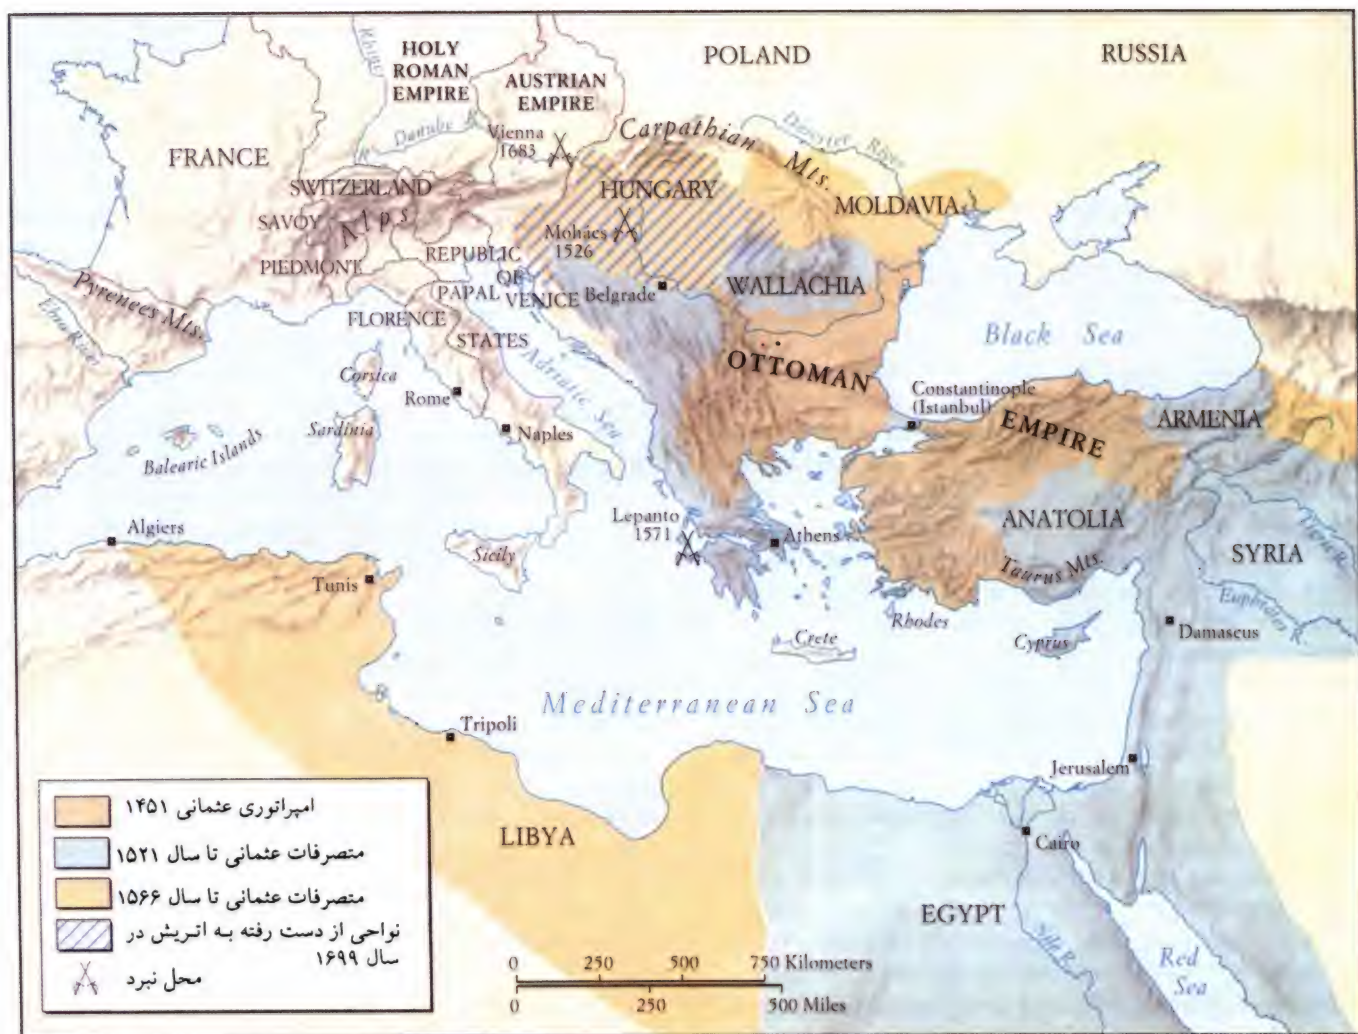 HOLY
ROMAN
EMPIRE
AUSTRIAN
EMPIRE
POLAND
RUSSIA
Rhine
R.
Danube R.
Vienna
1683
Carpathian Mts.
Dniester River
FRANCE
SWITZERLAND
HUNGARY
MOLDAVIA
SAVOY
Alps
Mohács
1526
PIEDMONT
REPUBLIC
OF
VENICE
WALLACHIA
PAPAL
STATES
Belgrade
Pyrenees Mts.
Ebro River
FLORENCE
Black Sea
OTTOMAN
EMPIRE
Corsica
Adriatic Sea
Rome
Constantinople
(Istanbul)
ARMENIA
Sardinia
Naples
Balearic Islands
Lepanto
1571
ANATOLIA
Algiers
Athens
Tigris R.
Sicily
SYRIA
Taurus Mts.
Tunis
Euphrates R.
Rhodes
Damascus
Crete
Cyprus
Mediterranean Sea
Tripoli
Jerusalem
LIBYA
Cairo
EGYPT
Nile R.
Red
Sea
امپراتوری عثمانی ۱۴۵۱
متصرفات عثمانی تا سال ۱۵۲۱
متصرفات عثمانی تا سال ۱۵۶۶
نواحی از دست رفته به اتریش در
سال ۱۶۹۹
محل نبرد
0 250 500 750 Kilometers
0 250 500 Miles